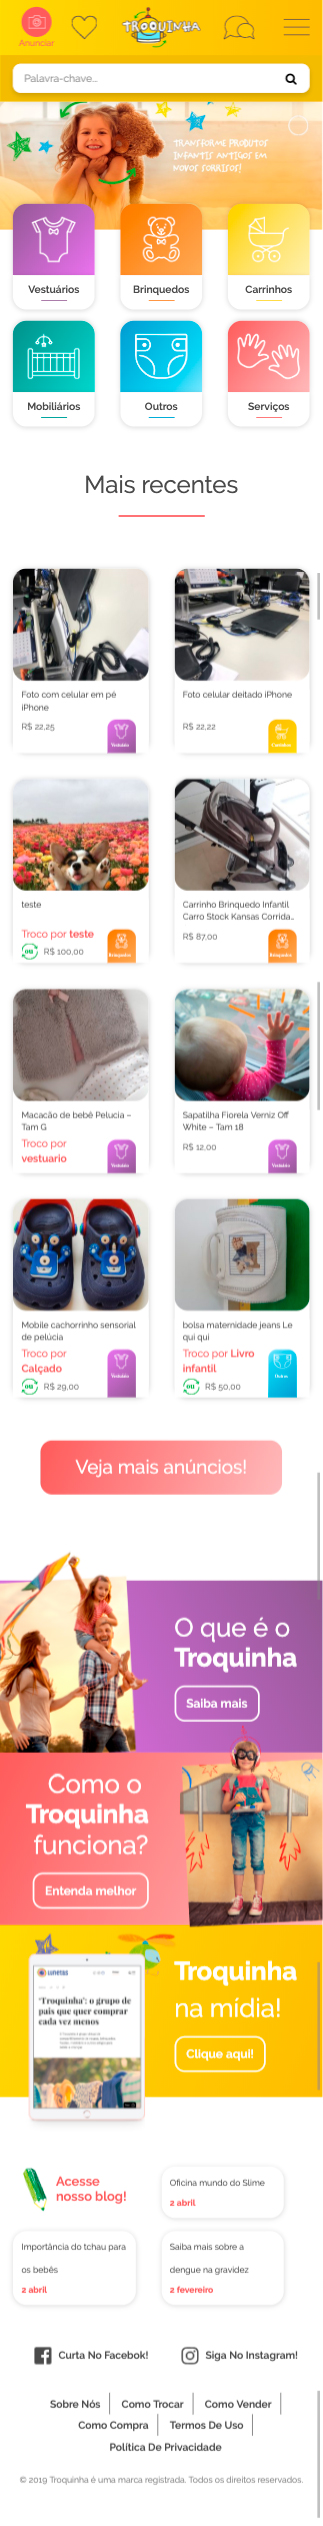 TROQUINHA
Anunciar
Palavra-chave...
TRANSFORME PRODUTOS
INFANTIS ANTIGOS EM
NOVOS SORRISOS!
Vestuários
Brinquedos
Carrinhos
Mobiliários
Outros
Serviços
Mais recentes
Foto com celular em pé
iPhone
R$ 22,25
Vestuário
Foto celular deitado iPhone
R$ 22,22
Carrinhos
teste
Troco por teste
ou R$ 100,00
Brinquedos
Carrinho Brinquedo Infantil
Carro Stock Kansas Corrida...
R$ 87,00
Brinquedos
Macacão de bebê Pelucia –
Tam G
Troco por
vestuario
Vestuário
Sapatilha Fiorela Verniz Off
White – Tam 18
R$ 12,00
Vestuário
Mobile cachorrinho sensorial
de pelúcia
Troco por
Calçado
ou R$ 29,00
Vestuário
bolsa maternidade jeans Le
qui qui
Troco por Livro
infantil
ou R$ 50,00
Outros
Veja mais anúncios!
O que é o
Troquinha
Saiba mais
Como o
Troquinha
funciona?
Entenda melhor
Troquinha
na mídia!
Clique aqui!
lunetas
'Troquinha': o grupo de
pais que quer comprar
cada vez menos
Acesse
nosso blog!
Oficina mundo do Slime
2 abril
Importância do tchau para
os bebês
2 abril
Saiba mais sobre a
dengue na gravidez
2 fevereiro
Curta No Facebok!
Siga No Instagram!
Sobre Nós
Como Trocar
Como Vender
Como Compra
Termos De Uso
Política De Privacidade
© 2019 Troquinha é uma marca registrada. Todos os direitos reservados.